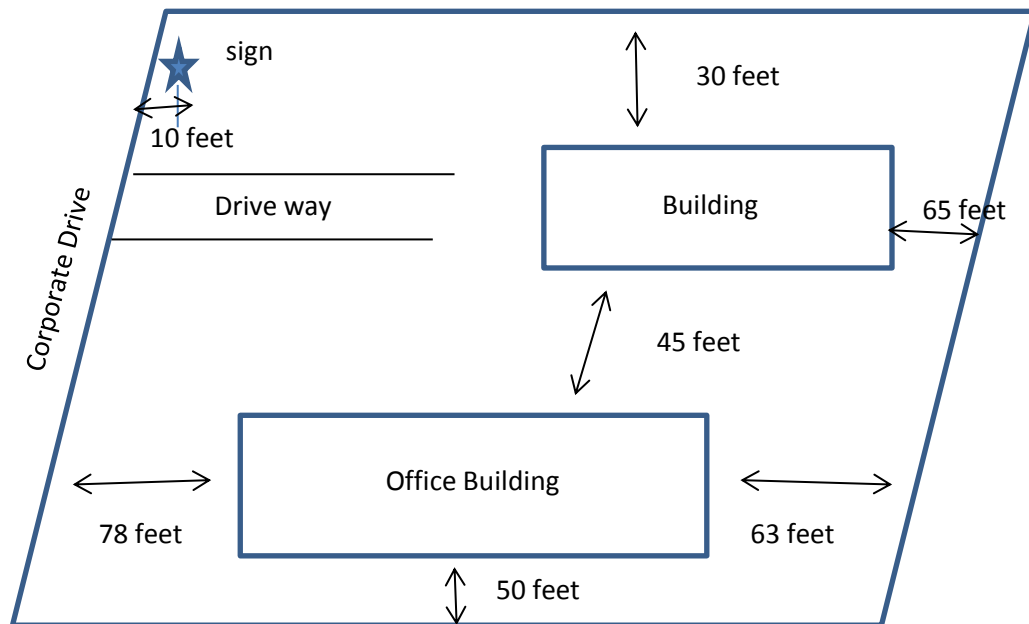 sign
30 feet
10 feet
Drive way
Building
65 feet
Corporate Drive
45 feet
Office Building
78 feet
63 feet
50 feet